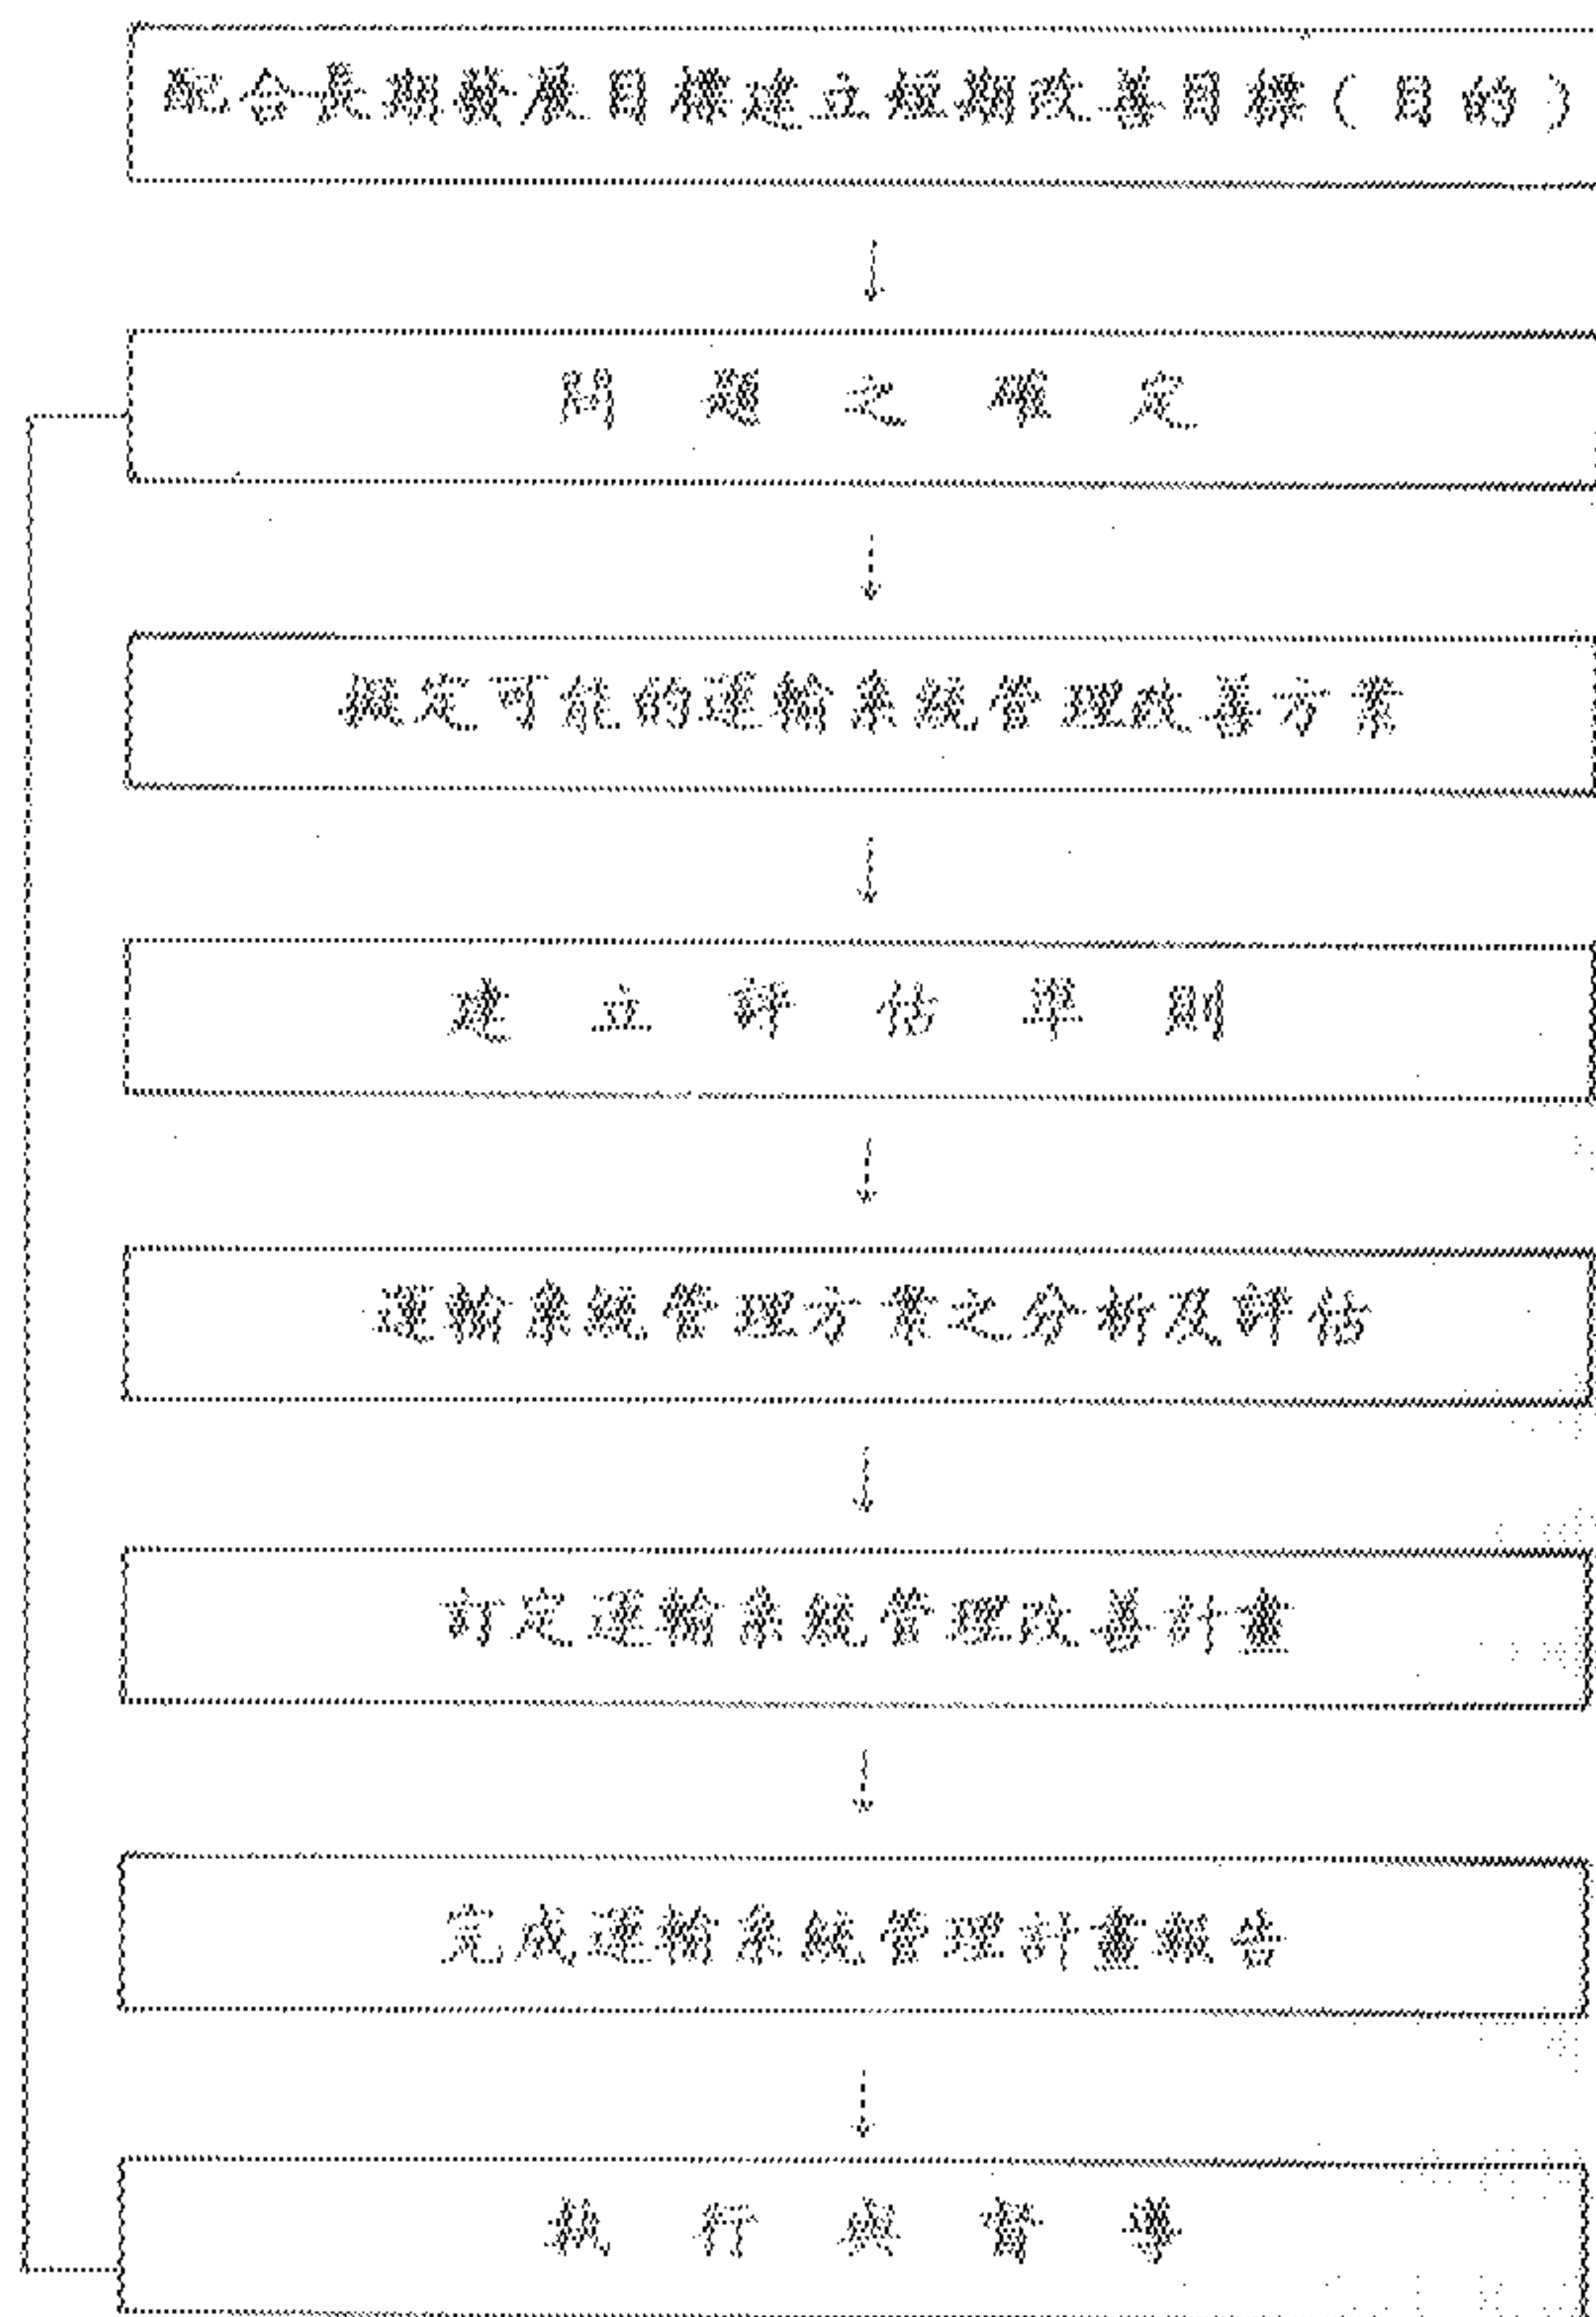 配合長期發展目標建立短期改善目標(目的)
問題之確定
擬定可能的運輸系統管理改善方案
建立評估準則
運輸系統管理方案之分析及評估
訂定運輸系統管理改善計畫
完成運輸系統管理計畫報告
執行與督導